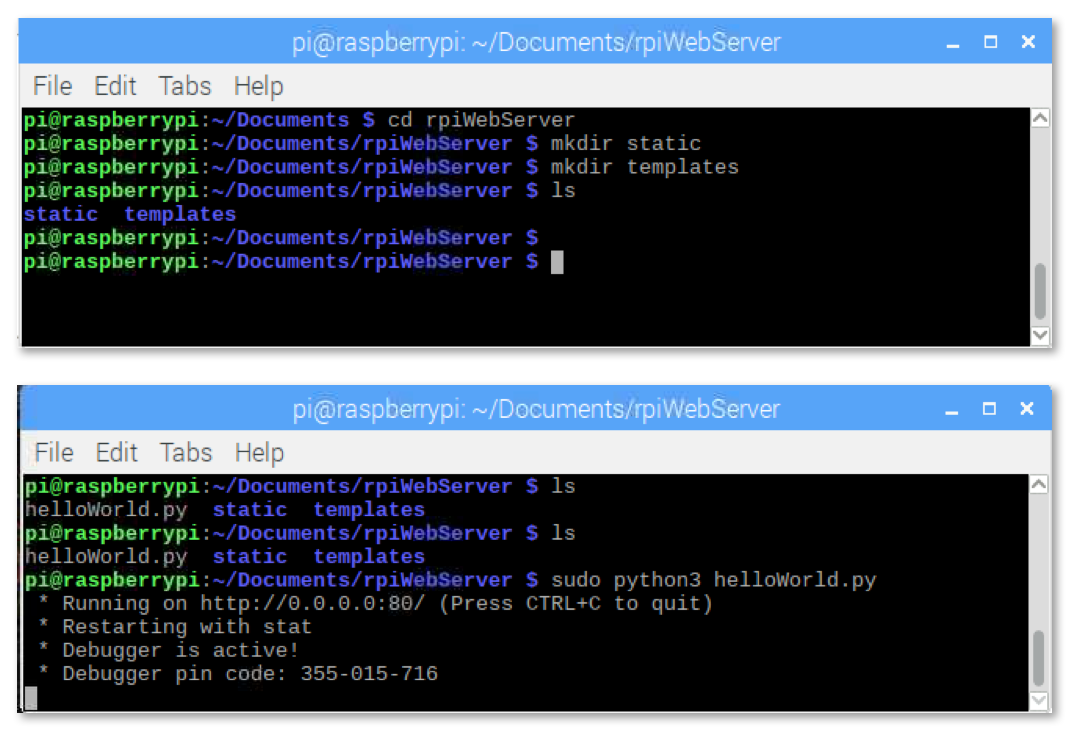 pi@raspberrypi: ~/Documents/rpiWebServer
File Edit Tabs Help
pi@raspberrypi:~/Documents $ cd rpiWebServer
pi@raspberrypi:~/Documents/rpiWebServer $ mkdir static
pi@raspberrypi:~/Documents/rpiWebServer $ mkdir templates
pi@raspberrypi:~/Documents/rpiWebServer $ ls
static  templates
pi@raspberrypi:~/Documents/rpiWebServer $
pi@raspberrypi:~/Documents/rpiWebServer $
pi@raspberrypi: ~/Documents/rpiWebServer
File Edit Tabs Help
pi@raspberrypi:~/Documents/rpiWebServer $ ls
helloWorld.py  static  templates
pi@raspberrypi:~/Documents/rpiWebServer $ ls
helloWorld.py  static  templates
pi@raspberrypi:~/Documents/rpiWebServer $ sudo python3 helloWorld.py
 * Running on http://0.0.0.0:80/ (Press CTRL+C to quit)
 * Restarting with stat
 * Debugger is active!
 * Debugger pin code: 355-015-716